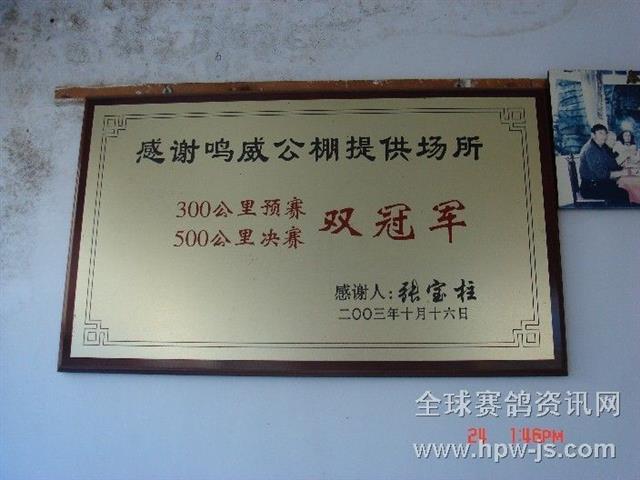 感谢鸣威公棚提供场所
300公里预赛
500公里决赛
双冠军
感谢人:张宝柱
二〇〇三年十月十六日
全球赛鸽资讯网
24 1:46PM
www.hpw-js.com